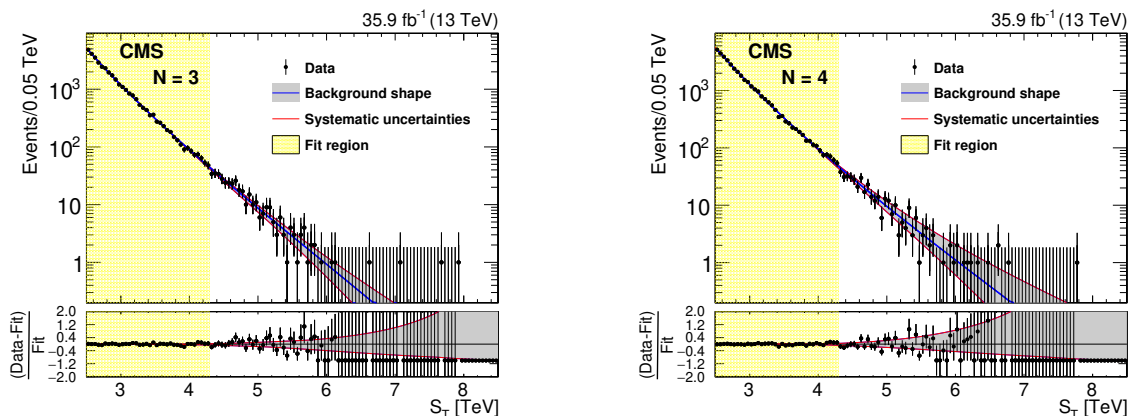 35.9 fb⁻¹ (13 TeV)
CMS
N = 3
Data
Background shape
Systematic uncertainties
Fit region
Events/0.05 TeV
10³
10²
10
1
(Data-Fit)
Fit
2.0
1.2
0.4
−0.4
−1.2
−2.0
3 4 5 6 7 8
S_T [TeV]
35.9 fb⁻¹ (13 TeV)
CMS
N = 4
Data
Background shape
Systematic uncertainties
Fit region
Events/0.05 TeV
10³
10²
10
1
(Data-Fit)
Fit
2.0
1.2
0.4
−0.4
−1.2
−2.0
3 4 5 6 7 8
S_T [TeV]